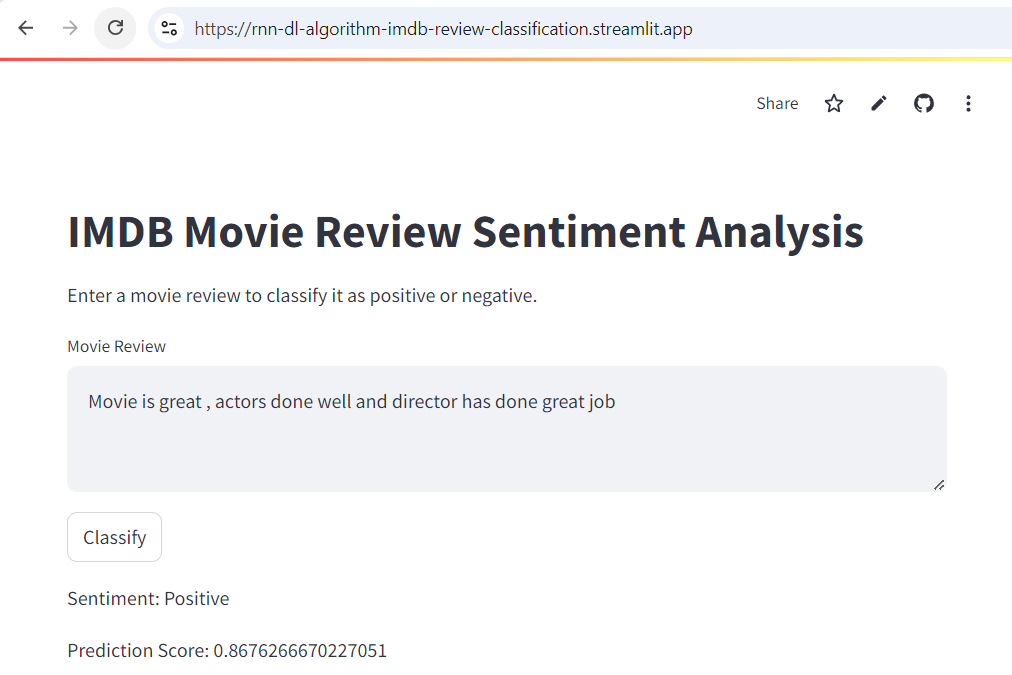 https://rnn-dl-algorithm-imdb-review-classification.streamlit.app
Share
IMDB Movie Review Sentiment Analysis
Enter a movie review to classify it as positive or negative.
Movie Review
Movie is great , actors done well and director has done great job
Classify
Sentiment: Positive
Prediction Score: 0.8676266670227051